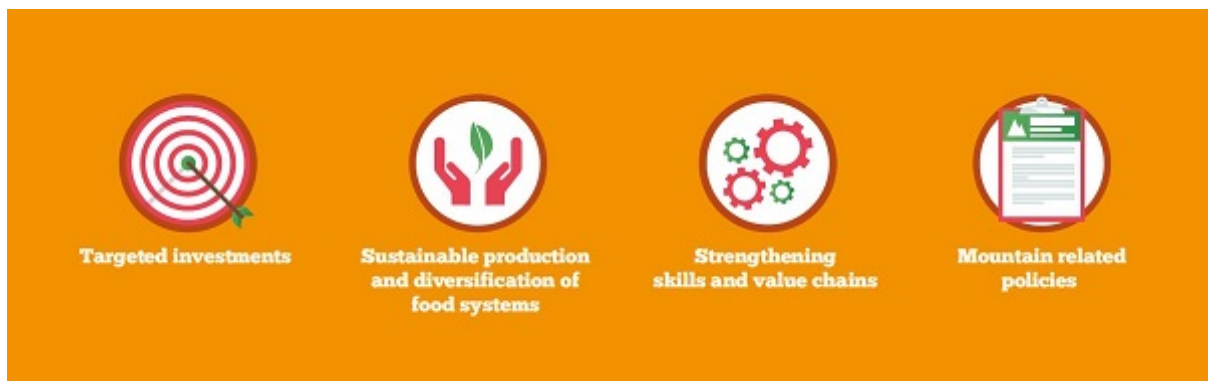 Targeted investments
Sustainable production
and diversification of
food systems
Strengthening
skills and value chains
Mountain related
policies